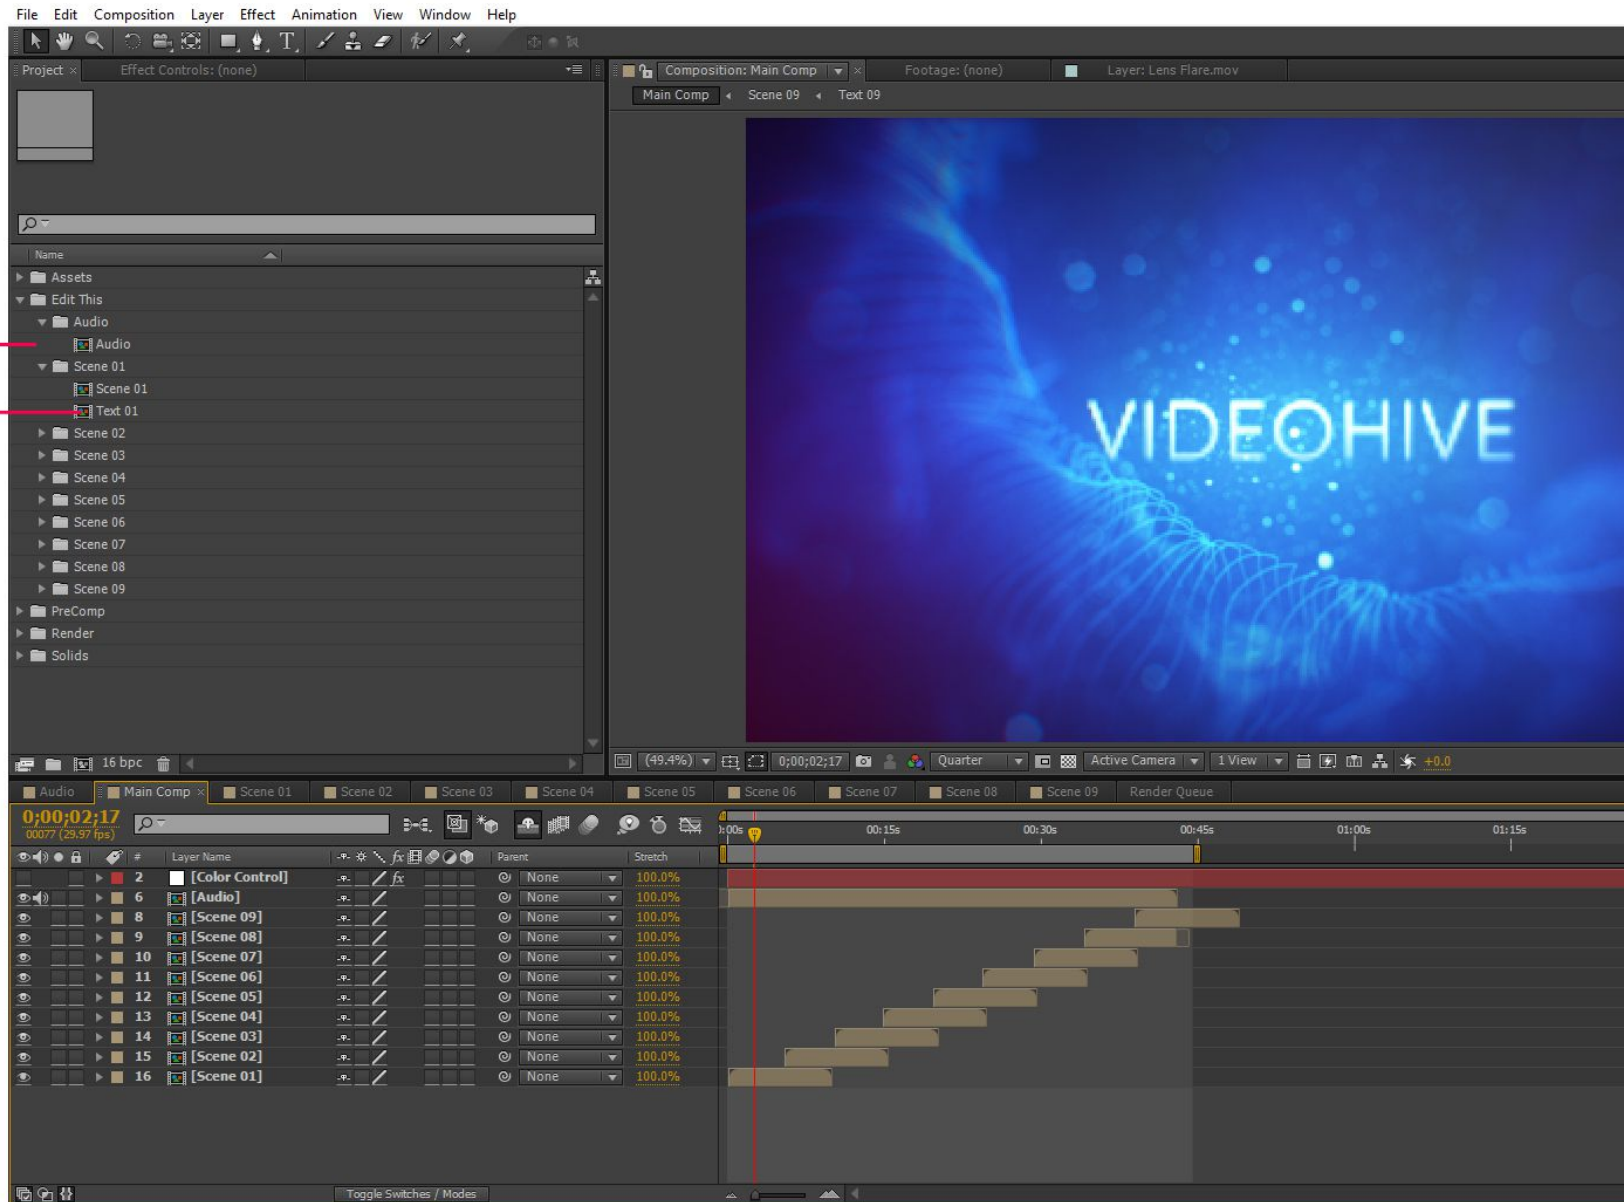 File Edit Composition Layer Effect Animation View Window Help
Project × Effect Controls: (none)
Composition: Main Comp × Footage: (none) Layer: Lens Flare.mov
Main Comp Scene 09 Text 09
VIDEOHIVE
Name
Assets
Edit This
Audio
Audio
Scene 01
Scene 01
Text 01
Scene 02
Scene 03
Scene 04
Scene 05
Scene 06
Scene 07
Scene 08
Scene 09
PreComp
Render
Solids
16 bpc
(49.4%) 0;00;02;17 Quarter Active Camera 1 View +0.0
Audio Main Comp × Scene 01 Scene 02 Scene 03 Scene 04 Scene 05 Scene 06 Scene 07 Scene 08 Scene 09 Render Queue
0;00;02;17
00077 (29.97 fps)
):00s 00:15s 00:30s 00:45s 01:00s 01:15s
# Layer Name fx Parent Stretch
2 [Color Control] fx None 100.0%
6 [Audio] None 100.0%
8 [Scene 09] None 100.0%
9 [Scene 08] None 100.0%
10 [Scene 07] None 100.0%
11 [Scene 06] None 100.0%
12 [Scene 05] None 100.0%
13 [Scene 04] None 100.0%
14 [Scene 03] None 100.0%
15 [Scene 02] None 100.0%
16 [Scene 01] None 100.0%
Toggle Switches / Modes